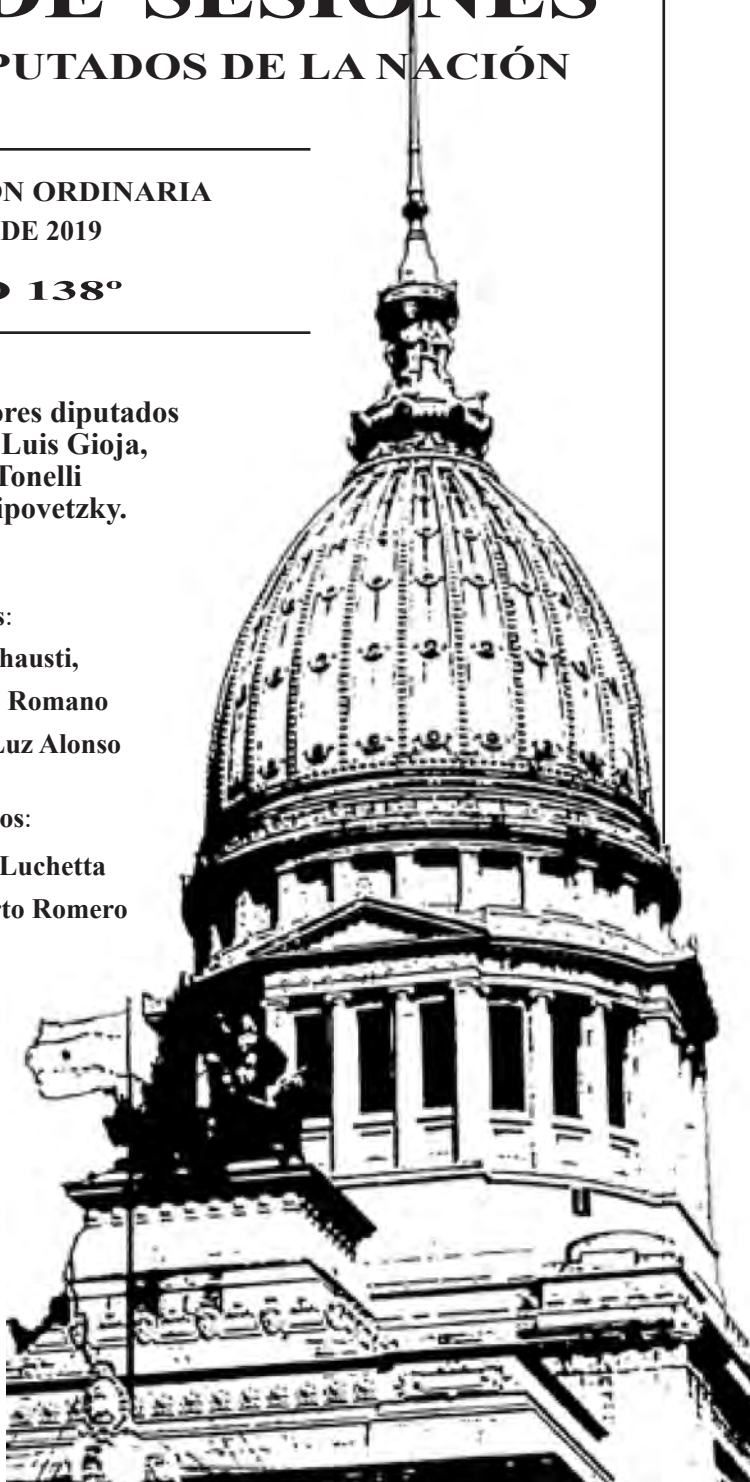 DE SESIONES
PUTADOS DE LA NACIÓN
ÓN ORDINARIA
DE 2019
138º
ores diputados
Luis Gioja,
Tonelli
ipovetzky.
s:
hausti,
Romano
Luz Alonso
os:
Luchetta
rto Romero